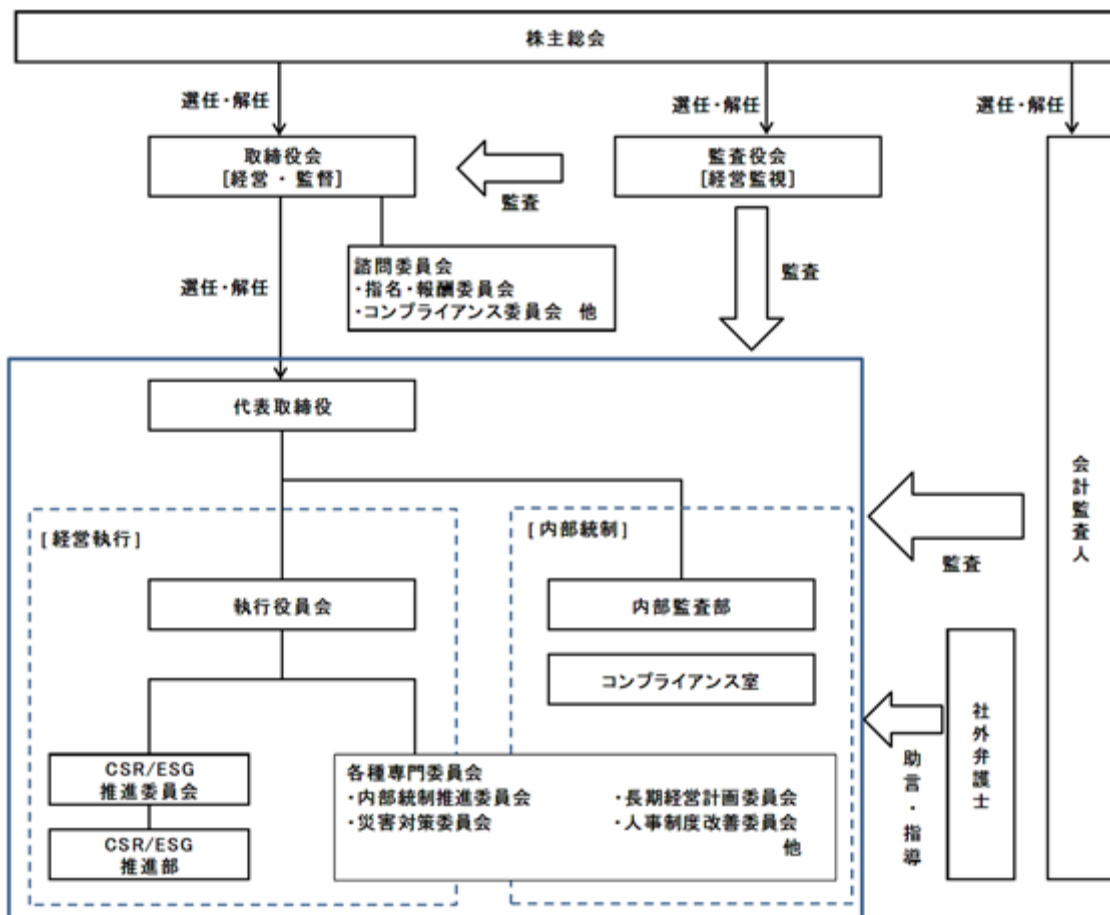 株主総会
選任・解任
選任・解任
選任・解任
取締役会
[経営・監督]
監査
監査役会
[経営監視]
諮問委員会
・指名・報酬委員会
・コンプライアンス委員会 他
選任・解任
監査
代表取締役
会計監査人
[経営執行]
[内部統制]
監査
執行役員会
内部監査部
コンプライアンス室
社外弁護士
助言・指導
CSR/ESG
推進委員会
CSR/ESG
推進部
各種専門委員会
・内部統制推進委員会 ・長期経営計画委員会
・災害対策委員会 ・人事制度改善委員会
他